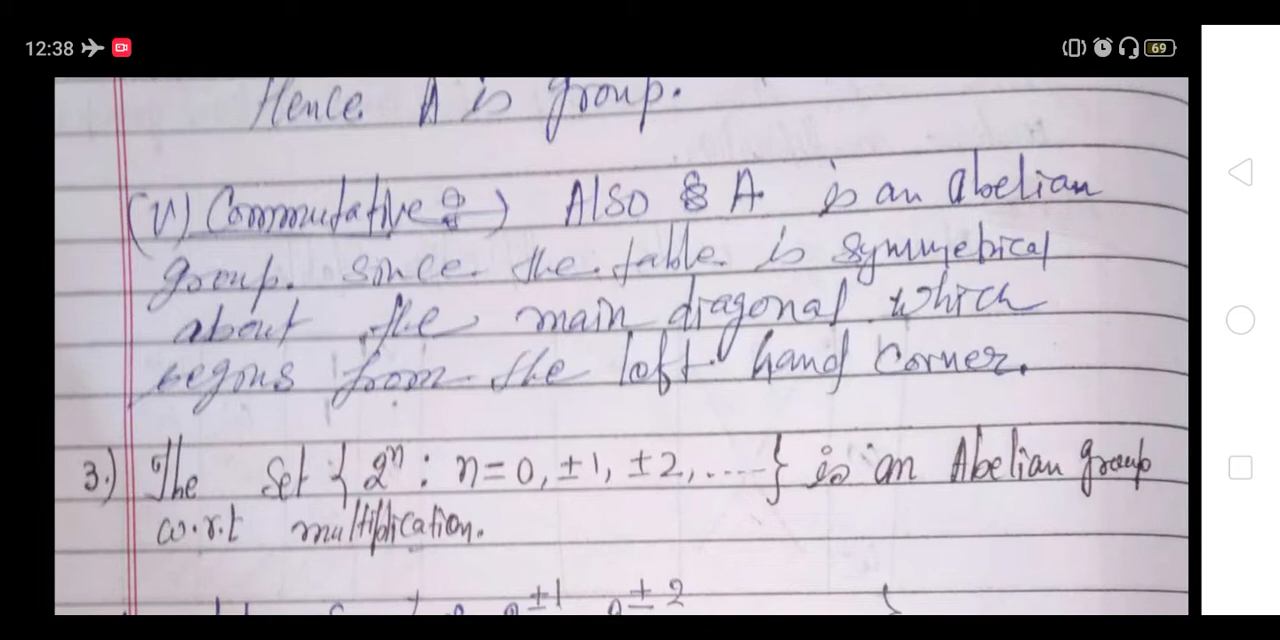 12:38
69
Hence A is group.
(V) Commutative :-) Also A is an abelian
group. since the table is symmetrical
about the main diagonal which
begins from the left hand corner.
3.) The set { 2ⁿ : n = 0, ±1, ±2, ----} is an Abelian group
w.r.t multiplication.
±1 ±2